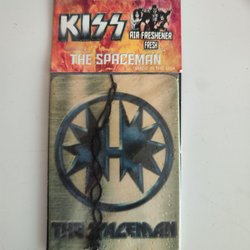 KISS
AIR FRESHENER
FRESH
THE SPACEMAN
MADE IN THE USA
THE SPACEMAN